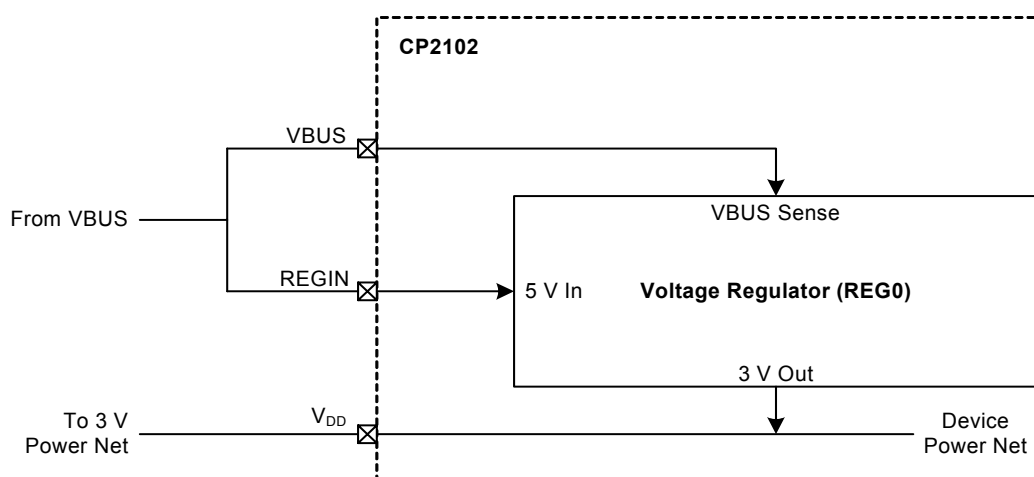 CP2102
VBUS
From VBUS
VBUS Sense
REGIN
5 V In
Voltage Regulator (REG0)
3 V Out
To 3 V
Power Net
VDD
Device
Power Net